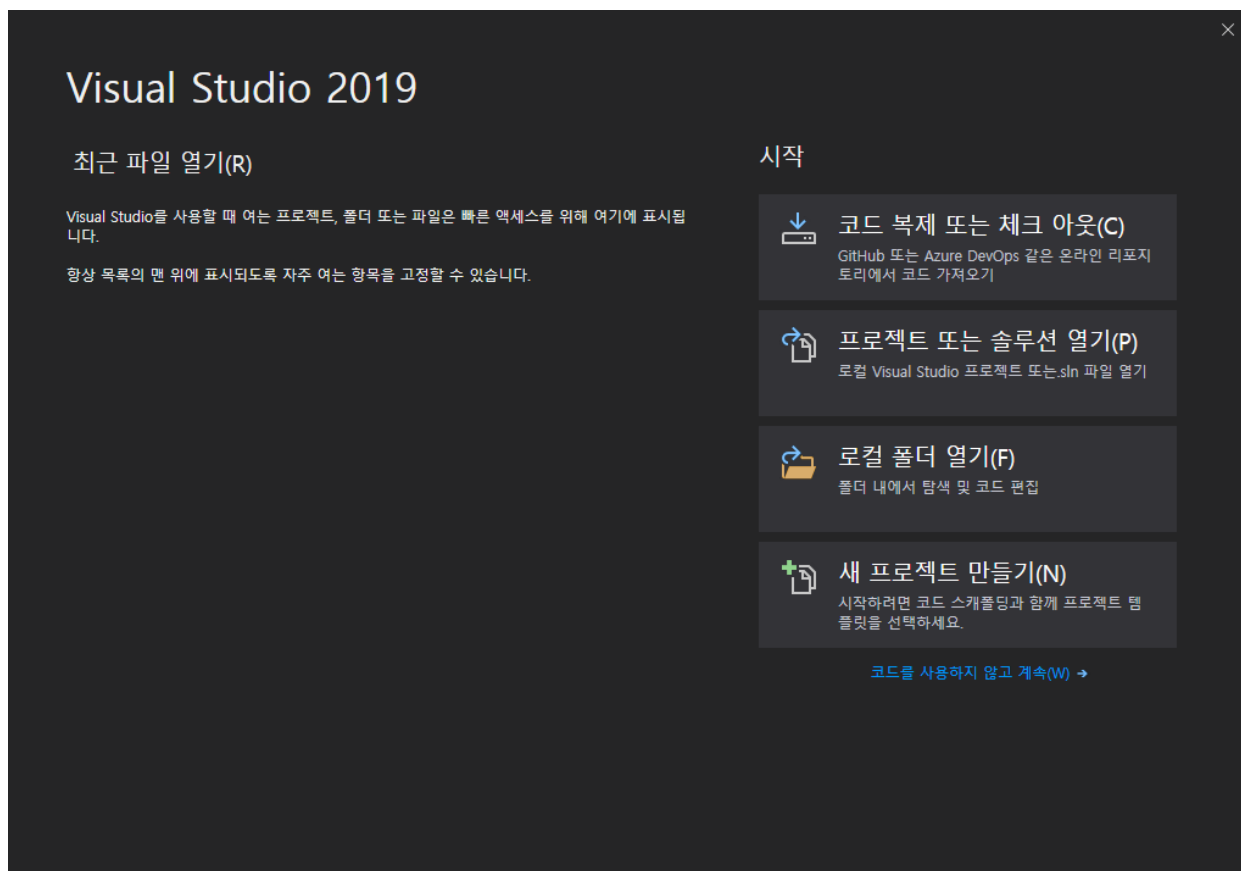 Visual Studio 2019
최근 파일 열기(R)
Visual Studio를 사용할 때 여는 프로젝트, 폴더 또는 파일은 빠른 액세스를 위해 여기에 표시됩
니다.
항상 목록의 맨 위에 표시되도록 자주 여는 항목을 고정할 수 있습니다.
시작
코드 복제 또는 체크 아웃(C)
GitHub 또는 Azure DevOps 같은 온라인 리포지
토리에서 코드 가져오기
프로젝트 또는 솔루션 열기(P)
로컬 Visual Studio 프로젝트 또는.sln 파일 열기
로컬 폴더 열기(F)
폴더 내에서 탐색 및 코드 편집
새 프로젝트 만들기(N)
시작하려면 코드 스캐폴딩과 함께 프로젝트 템
플릿을 선택하세요.
코드를 사용하지 않고 계속(W) →